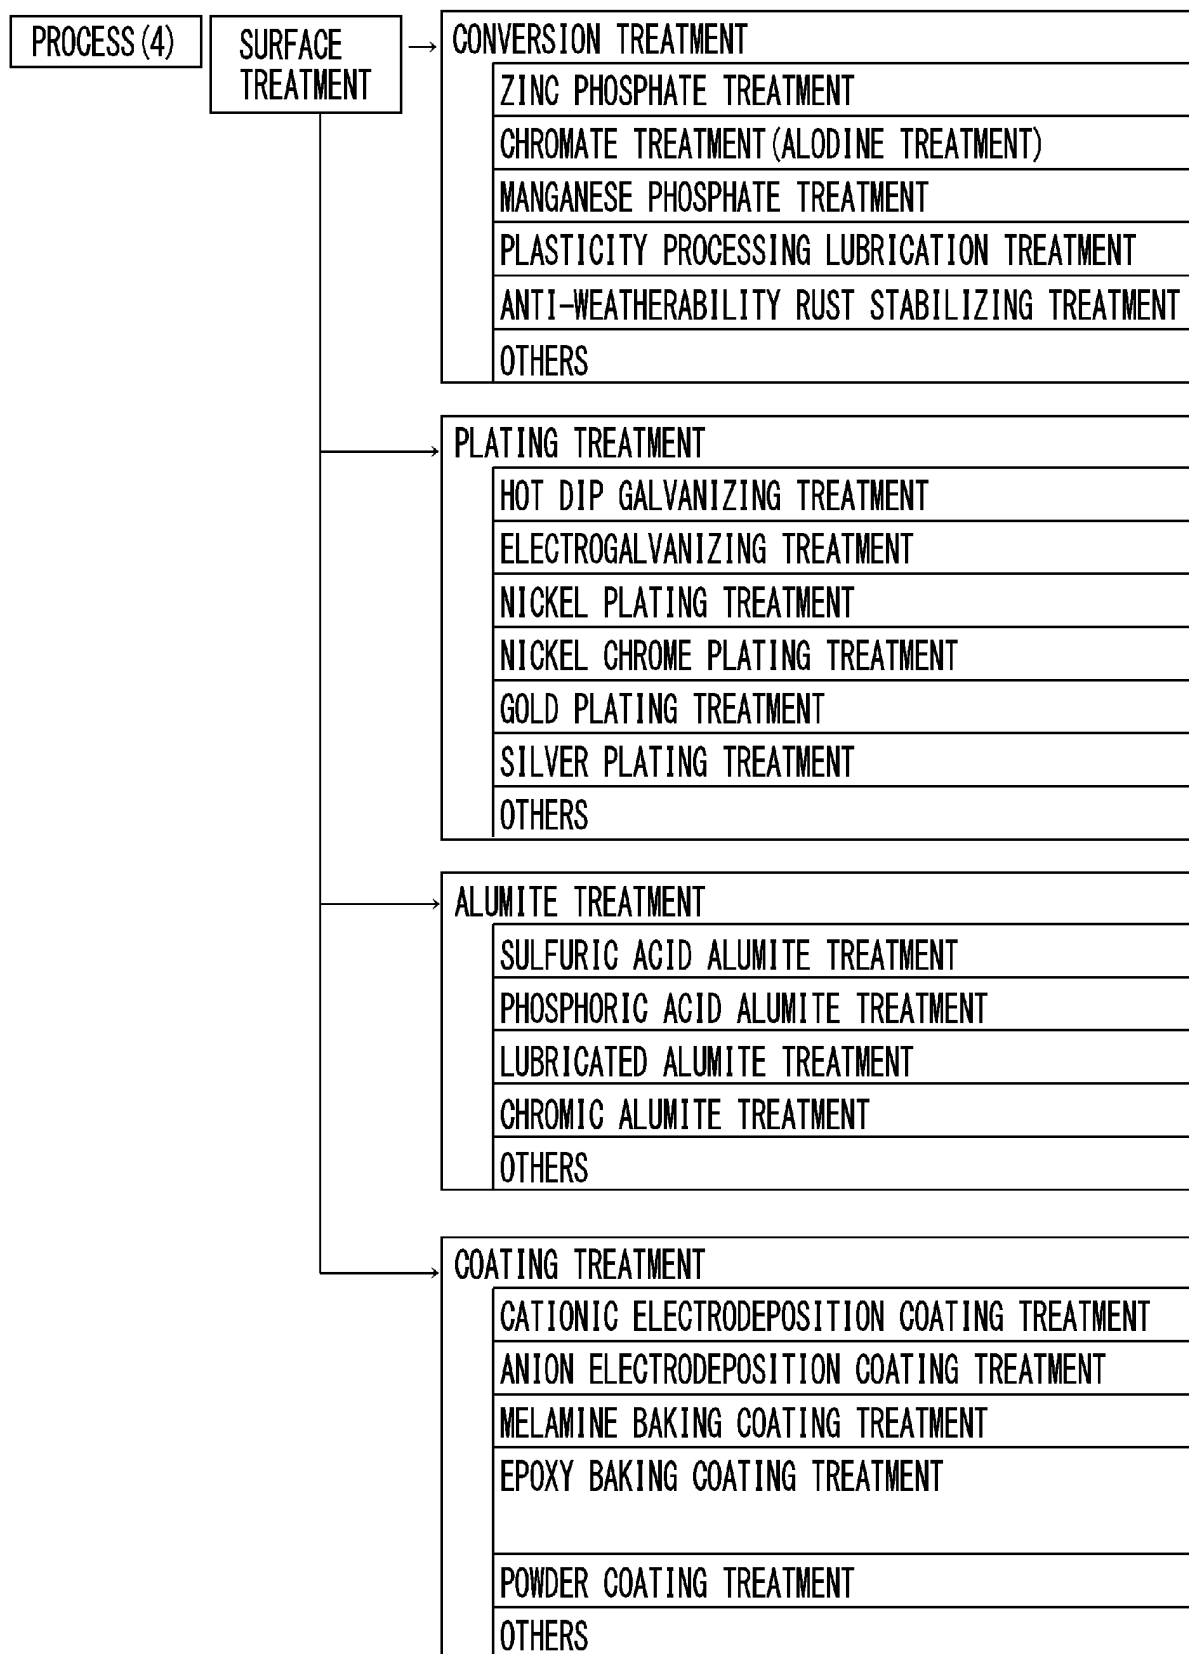 PROCESS(4)
SURFACE
TREATMENT
CONVERSION TREATMENT
ZINC PHOSPHATE TREATMENT
CHROMATE TREATMENT(ALODINE TREATMENT)
MANGANESE PHOSPHATE TREATMENT
PLASTICITY PROCESSING LUBRICATION TREATMENT
ANTI-WEATHERABILITY RUST STABILIZING TREATMENT
OTHERS
PLATING TREATMENT
HOT DIP GALVANIZING TREATMENT
ELECTROGALVANIZING TREATMENT
NICKEL PLATING TREATMENT
NICKEL CHROME PLATING TREATMENT
GOLD PLATING TREATMENT
SILVER PLATING TREATMENT
OTHERS
ALUMITE TREATMENT
SULFURIC ACID ALUMITE TREATMENT
PHOSPHORIC ACID ALUMITE TREATMENT
LUBRICATED ALUMITE TREATMENT
CHROMIC ALUMITE TREATMENT
OTHERS
COATING TREATMENT
CATIONIC ELECTRODEPOSITION COATING TREATMENT
ANION ELECTRODEPOSITION COATING TREATMENT
MELAMINE BAKING COATING TREATMENT
EPOXY BAKING COATING TREATMENT
POWDER COATING TREATMENT
OTHERS